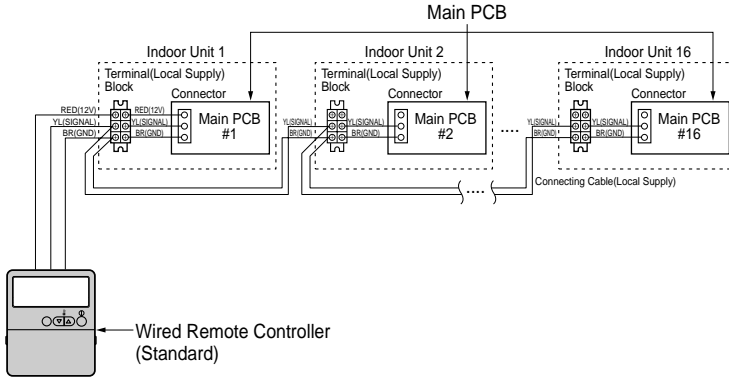 Main PCB
Indoor Unit 1
Indoor Unit 2
Indoor Unit 16
Terminal(Local Supply)
Block
Terminal(Local Supply)
Block
Terminal(Local Supply)
Block
Connector
Connector
Connector
RED(12V)
RED(12V)
YL(SIGNAL)
YL(SIGNAL)
BR(GND)
BR(GND)
Main PCB
#1
YL(SIGNAL)
YL(SIGNAL)
BR(GND)
BR(GND)
Main PCB
#2
....
YL(SIGNAL)
YL(SIGNAL)
BR(GND)
BR(GND)
Main PCB
#16
....
Connecting Cable(Local Supply)
Wired Remote Controller
(Standard)